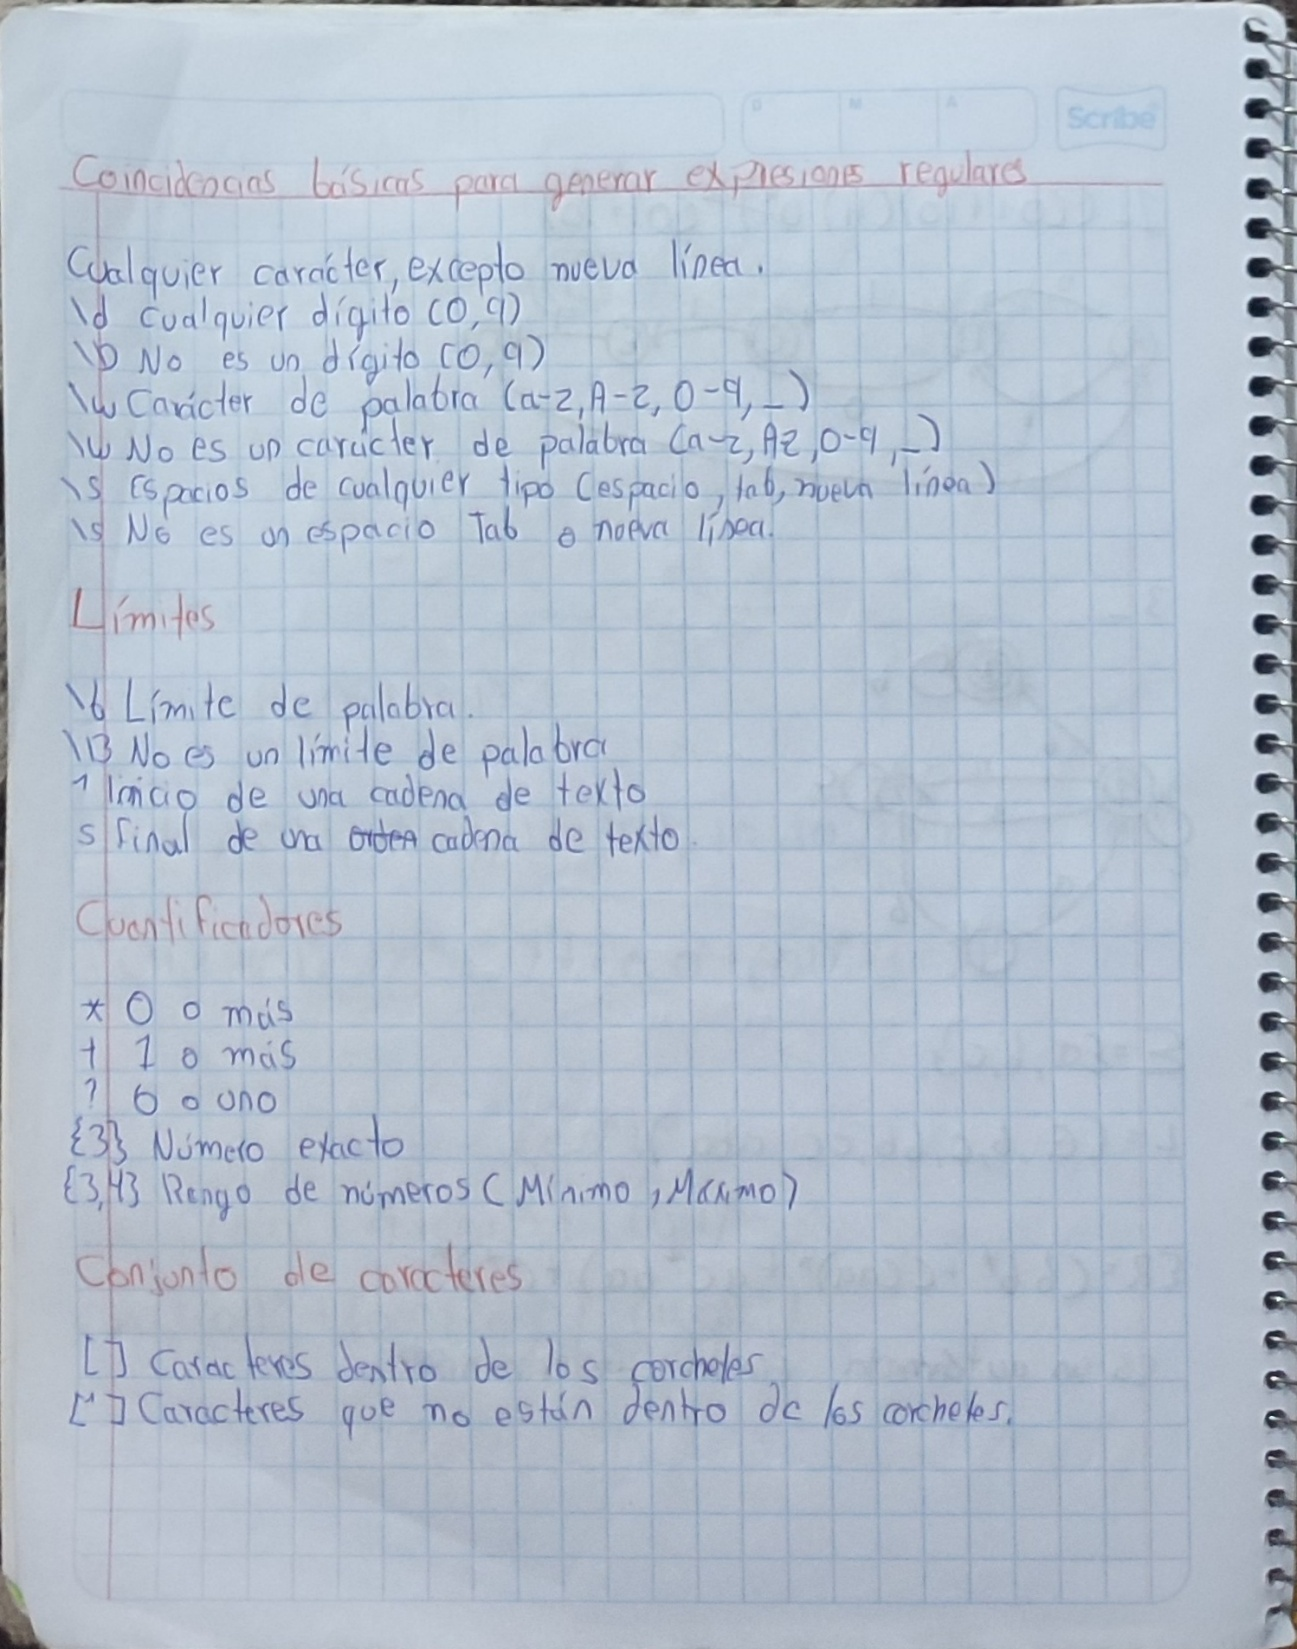 D M A Scribe
Coincidencias básicas para generar expresiones regulares
Cualquier carácter, excepto nueva línea.
\d cualquier dígito (0,9)
\D No es un dígito (0,9)
\w Carácter de palabra (a-z, A-Z, 0-9, _)
\W No es un carácter de palabra (a-z, AZ, 0-9, _)
\s Espacios de cualquier tipo (espacio, tab, nueva línea)
\S No es un espacio Tab o nueva línea.
Límites
\b Límite de palabra.
\B No es un límite de palabra
^ Inicio de una cadena de texto
S Final de una cadena de texto.
Cuantificadores
* 0 o más
+ 1 o más
? 0 o uno
{3} Número exacto
{3,4} Rango de números (Mínimo, Máximo)
Conjunto de caracteres
[] Caracteres dentro de los corchetes
[^] Caracteres que no están dentro de los corchetes.